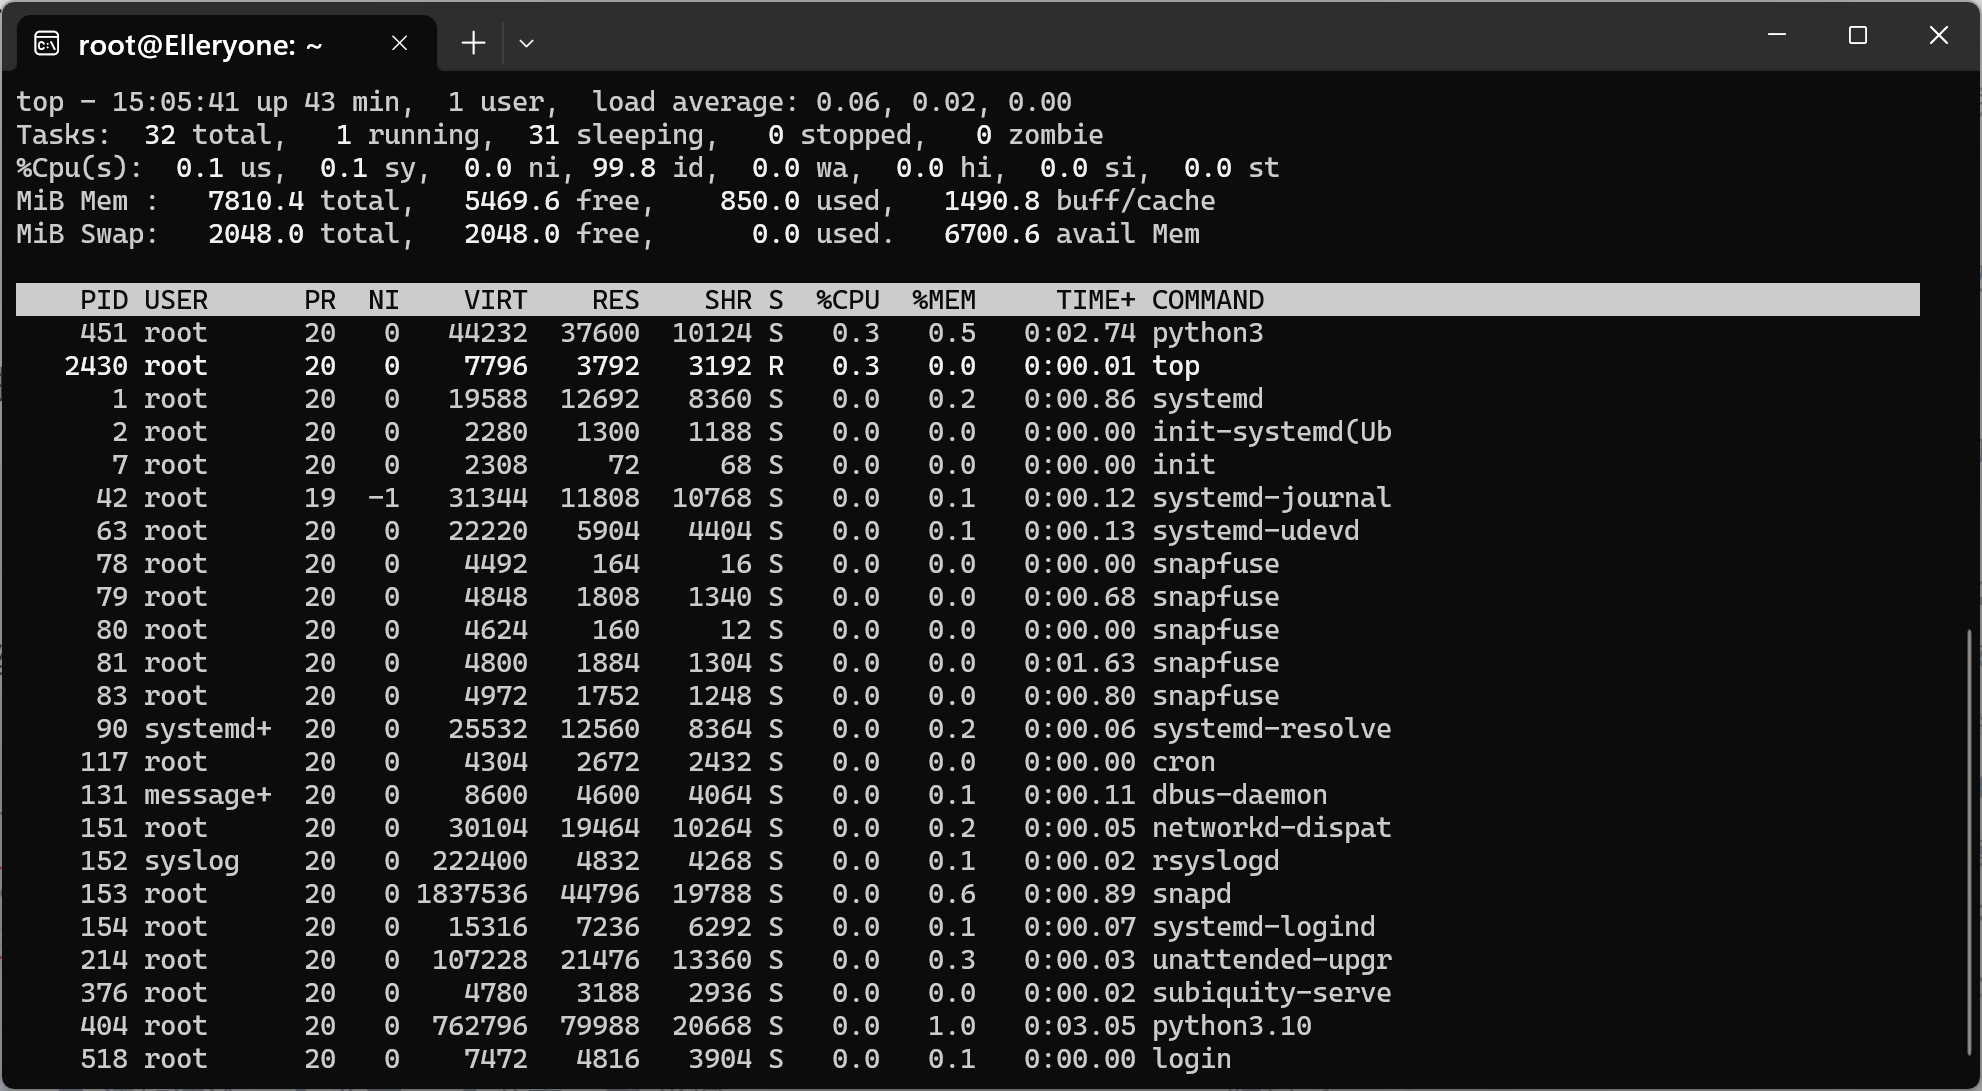 root@Elleryone: ~
top - 15:05:41 up 43 min,  1 user,  load average: 0.06, 0.02, 0.00
Tasks:  32 total,   1 running,  31 sleeping,   0 stopped,   0 zombie
%Cpu(s):  0.1 us,  0.1 sy,  0.0 ni, 99.8 id,  0.0 wa,  0.0 hi,  0.0 si,  0.0 st
MiB Mem :   7810.4 total,   5469.6 free,    850.0 used,   1490.8 buff/cache
MiB Swap:   2048.0 total,   2048.0 free,      0.0 used.   6700.6 avail Mem
    PID USER      PR  NI    VIRT    RES    SHR S  %CPU  %MEM     TIME+ COMMAND
    451 root      20   0   44232  37600  10124 S   0.3   0.5   0:02.74 python3
   2430 root      20   0    7796   3792   3192 R   0.3   0.0   0:00.01 top
      1 root      20   0   19588  12692   8360 S   0.0   0.2   0:00.86 systemd
      2 root      20   0    2280   1300   1188 S   0.0   0.0   0:00.00 init-systemd(Ub
      7 root      20   0    2308     72     68 S   0.0   0.0   0:00.00 init
     42 root      19  -1   31344  11808  10768 S   0.0   0.1   0:00.12 systemd-journal
     63 root      20   0   22220   5904   4404 S   0.0   0.1   0:00.13 systemd-udevd
     78 root      20   0    4492    164     16 S   0.0   0.0   0:00.00 snapfuse
     79 root      20   0    4848   1808   1340 S   0.0   0.0   0:00.68 snapfuse
     80 root      20   0    4624    160     12 S   0.0   0.0   0:00.00 snapfuse
     81 root      20   0    4800   1884   1304 S   0.0   0.0   0:01.63 snapfuse
     83 root      20   0    4972   1752   1248 S   0.0   0.0   0:00.80 snapfuse
     90 systemd+  20   0   25532  12560   8364 S   0.0   0.2   0:00.06 systemd-resolve
    117 root      20   0    4304   2672   2432 S   0.0   0.0   0:00.00 cron
    131 message+  20   0    8600   4600   4064 S   0.0   0.1   0:00.11 dbus-daemon
    151 root      20   0   30104  19464  10264 S   0.0   0.2   0:00.05 networkd-dispat
    152 syslog    20   0  222400   4832   4268 S   0.0   0.1   0:00.02 rsyslogd
    153 root      20   0 1837536  44796  19788 S   0.0   0.6   0:00.89 snapd
    154 root      20   0   15316   7236   6292 S   0.0   0.1   0:00.07 systemd-logind
    214 root      20   0  107228  21476  13360 S   0.0   0.3   0:00.03 unattended-upgr
    376 root      20   0    4780   3188   2936 S   0.0   0.0   0:00.02 subiquity-serve
    404 root      20   0  762796  79988  20668 S   0.0   1.0   0:03.05 python3.10
    518 root      20   0    7472   4816   3904 S   0.0   0.1   0:00.00 login